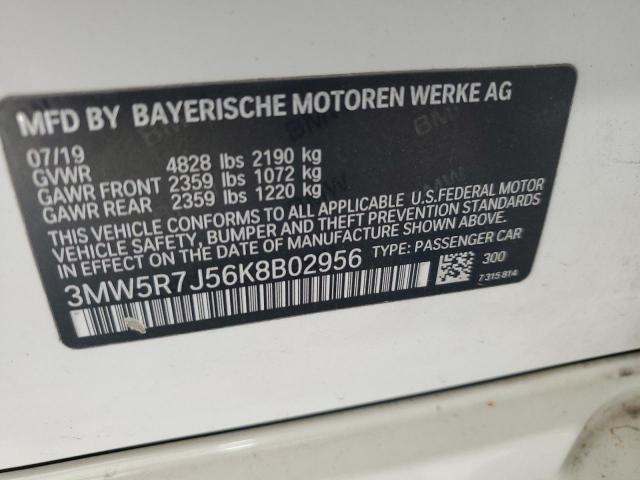 MFD BY BAYERISCHE MOTOREN WERKE AG
07/19
GVWR 4828 lbs 2190 kg
GAWR FRONT 2359 lbs 1072 kg
GAWR REAR 2359 lbs 1220 kg
THIS VEHICLE CONFORMS TO ALL APPLICABLE U.S.FEDERAL MOTOR
VEHICLE SAFETY, BUMPER, AND THEFT PREVENTION STANDARDS
IN EFFECT ON THE DATE OF MANUFACTURE SHOWN ABOVE.
3MW5R7J56K8B02956 TYPE: PASSENGER CAR
300
7315814